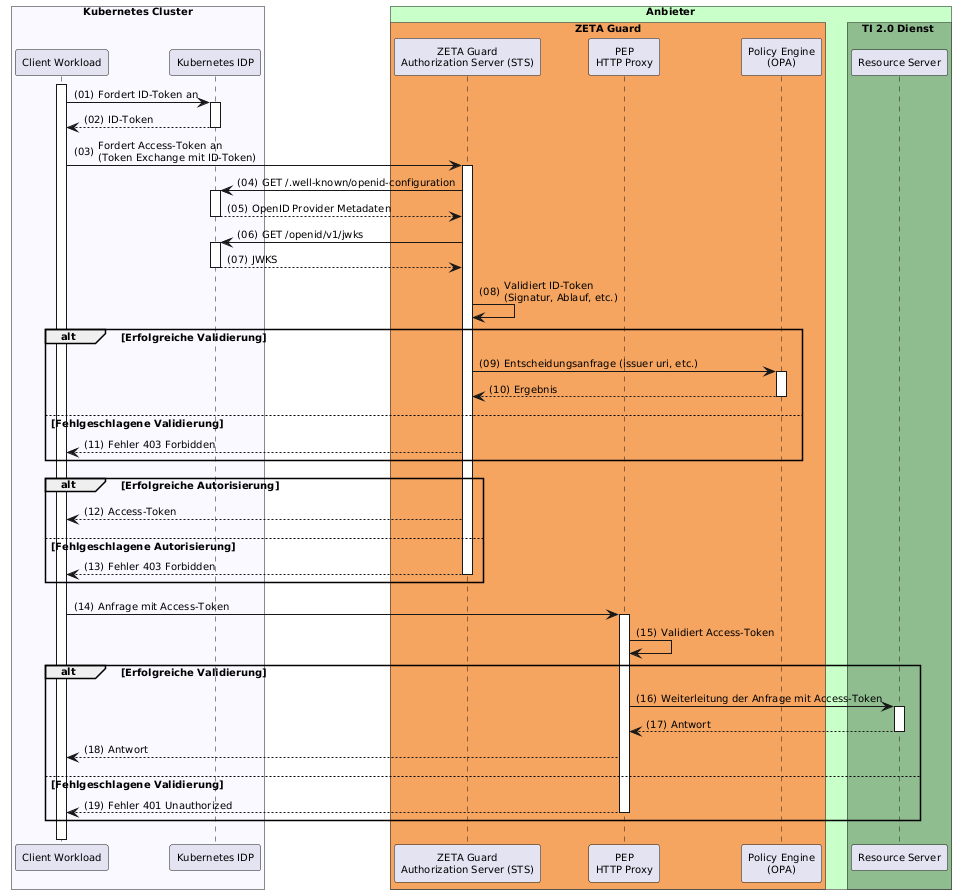 Kubernetes Cluster
Anbieter
ZETA Guard
TI 2.0 Dienst
Client Workload
Kubernetes IDP
ZETA Guard
Authorization Server (STS)
PEP
HTTP Proxy
Policy Engine
(OPA)
Resource Server
(01) Fordert ID-Token an
(02) ID-Token
(03) Fordert Access-Token an
(Token Exchange mit ID-Token)
(04) GET /.well-known/openid-configuration
(05) OpenID Provider Metadaten
(06) GET /openid/v1/jwks
(07) JWKS
(08) Validiert ID-Token
(Signatur, Ablauf, etc.)
alt [Erfolgreiche Validierung]
(09) Entscheidungsanfrage (issuer uri, etc.)
(10) Ergebnis
[Fehlgeschlagene Validierung]
(11) Fehler 403 Forbidden
alt [Erfolgreiche Autorisierung]
(12) Access-Token
[Fehlgeschlagene Autorisierung]
(13) Fehler 403 Forbidden
(14) Anfrage mit Access-Token
(15) Validiert Access-Token
alt [Erfolgreiche Validierung]
(16) Weiterleitung der Anfrage mit Access-Token
(17) Antwort
(18) Antwort
[Fehlgeschlagene Validierung]
(19) Fehler 401 Unauthorized
Client Workload
Kubernetes IDP
ZETA Guard
Authorization Server (STS)
PEP
HTTP Proxy
Policy Engine
(OPA)
Resource Server